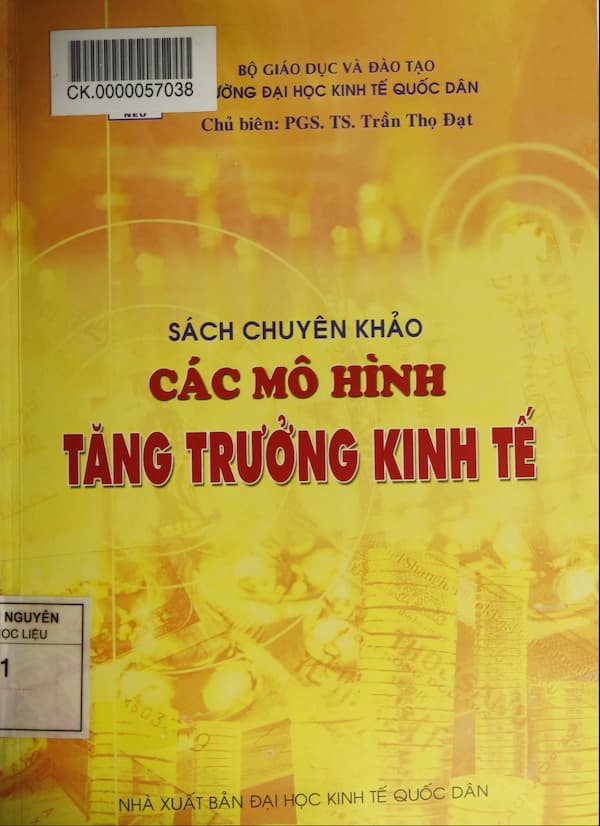 CK.0000057038
BỘ GIÁO DỤC VÀ ĐÀO TẠO
ĐẠI HỌC KINH TẾ QUỐC DÂN
NEU
Chủ biên: PGS. TS. Trần Thọ Đạt
SÁCH CHUYÊN KHẢO
CÁC MÔ HÌNH
TĂNG TRƯỞNG KINH TẾ
NGUYÊN
LIỆU
1
NHÀ XUẤT BẢN ĐẠI HỌC KINH TẾ QUỐC DÂN